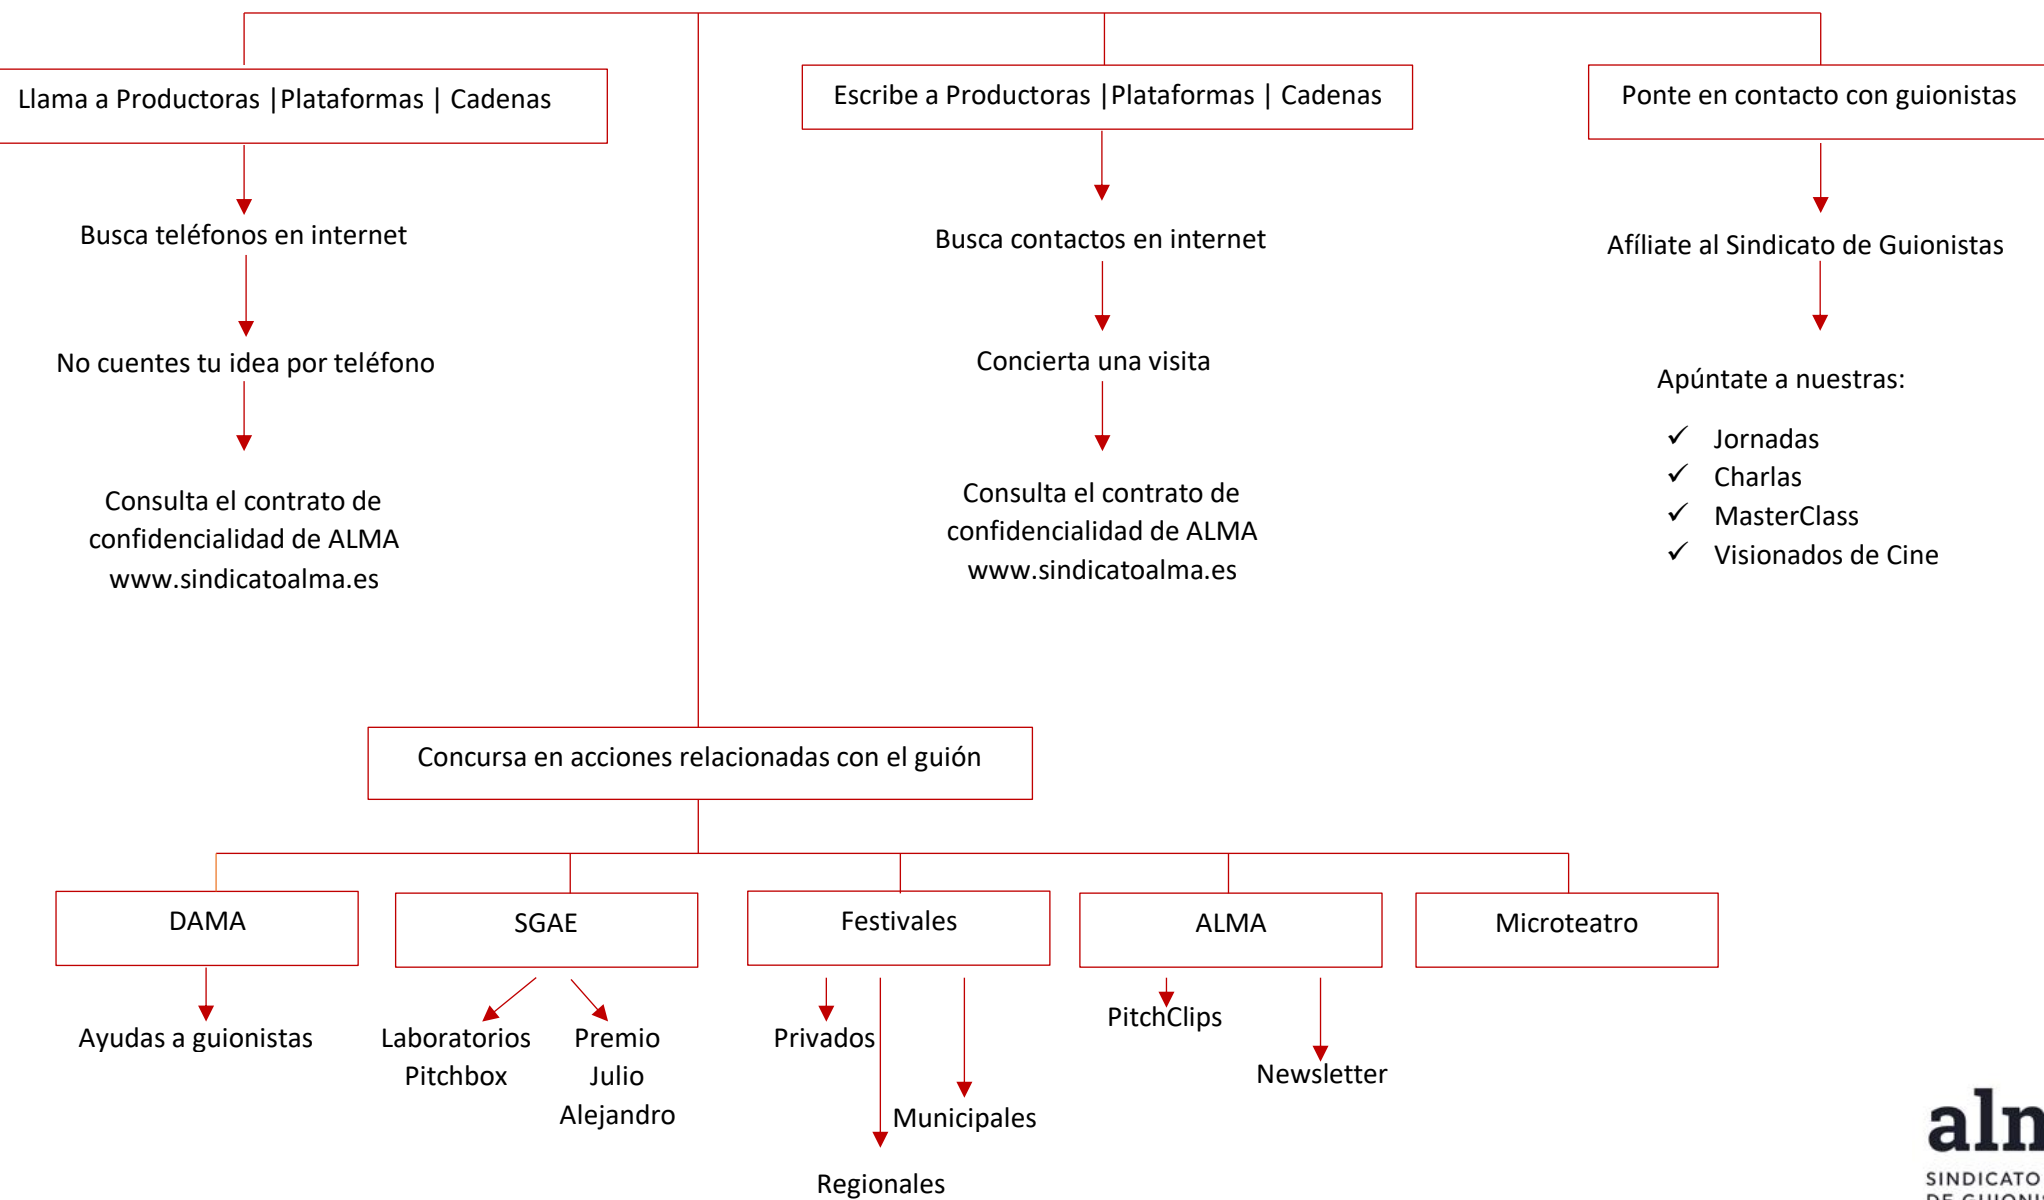 Llama a Productoras |Plataformas | Cadenas
Escribe a Productoras |Plataformas | Cadenas
Ponte en contacto con guionistas
Busca teléfonos en internet
Busca contactos en internet
Afíliate al Sindicato de Guionistas
No cuentes tu idea por teléfono
Concierta una visita
Apúntate a nuestras:
✓ Jornadas
✓ Charlas
✓ MasterClass
✓ Visionados de Cine
Consulta el contrato de
confidencialidad de ALMA
www.sindicatoalma.es
Consulta el contrato de
confidencialidad de ALMA
www.sindicatoalma.es
Concursa en acciones relacionadas con el guión
DAMA
SGAE
Festivales
ALMA
Microteatro
Ayudas a guionistas
Laboratorios
Pitchbox
Premio
Julio
Alejandro
Privados
Municipales
Regionales
PitchClips
Newsletter
SINDICATO